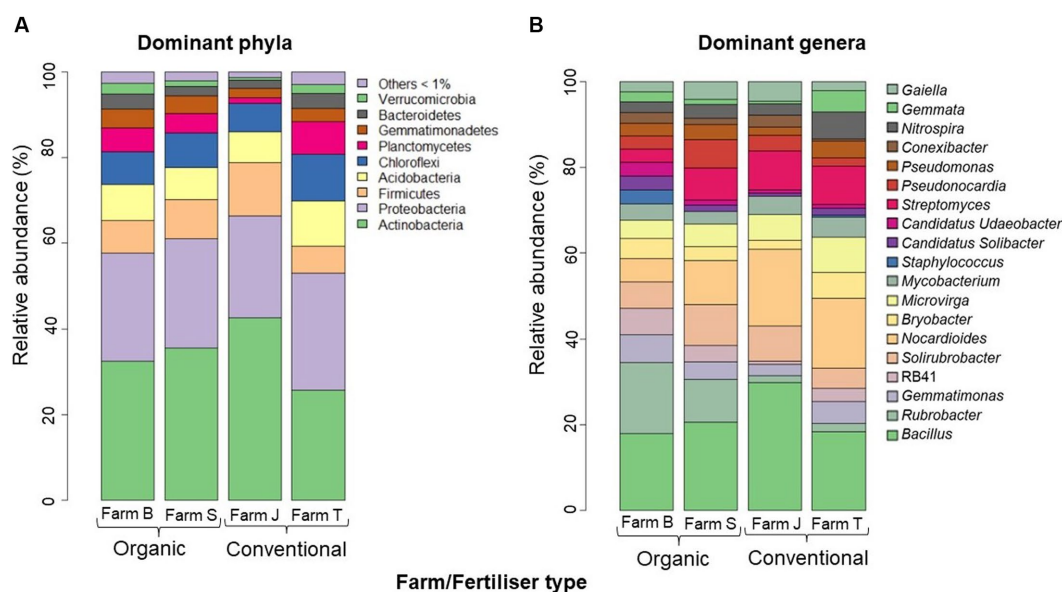 A
Dominant phyla
Relative abundance (%)
100
80
60
40
20
0
Others < 1%
Verrucomicrobia
Bacteroidetes
Gemmatimonadetes
Planctomycetes
Chloroflexi
Acidobacteria
Firmicutes
Proteobacteria
Actinobacteria
Farm B Farm S Farm J Farm T
Organic Conventional
B
Dominant genera
Relative abundance (%)
100
80
60
40
20
0
Gaiella
Gemmata
Nitrospira
Conexibacter
Pseudomonas
Pseudonocardia
Streptomyces
Candidatus Udaeobacter
Candidatus Solibacter
Staphylococcus
Mycobacterium
Microvirga
Bryobacter
Nocardioides
Solirubrobacter
RB41
Gemmatimonas
Rubrobacter
Bacillus
Farm B Farm S Farm J Farm T
Organic Conventional
Farm/Fertiliser type